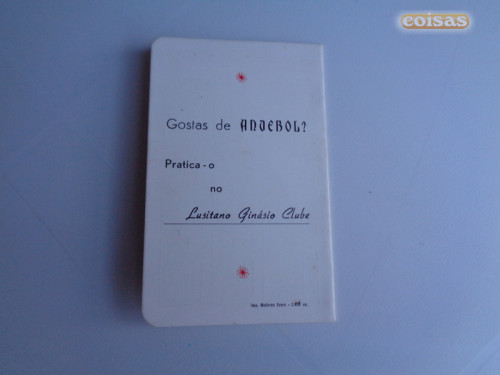 coisas
Gostas de ANDEBOL?
Pratica-o
no
Lusitano Ginásio Clube